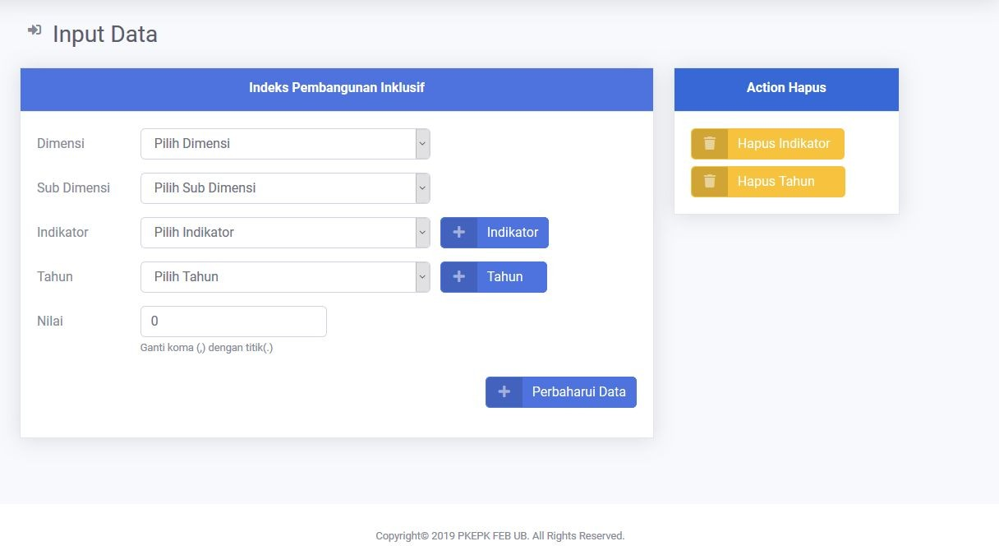 Input Data
Indeks Pembangunan Inklusif
Dimensi
Pilih Dimensi
Sub Dimensi
Pilih Sub Dimensi
Indikator
Pilih Indikator
Indikator
Tahun
Pilih Tahun
Tahun
Nilai
0
Ganti koma (,) dengan titik(.)
Perbaharui Data
Action Hapus
Hapus Indikator
Hapus Tahun
Copyright© 2019 PKEPK FEB UB. All Rights Reserved.